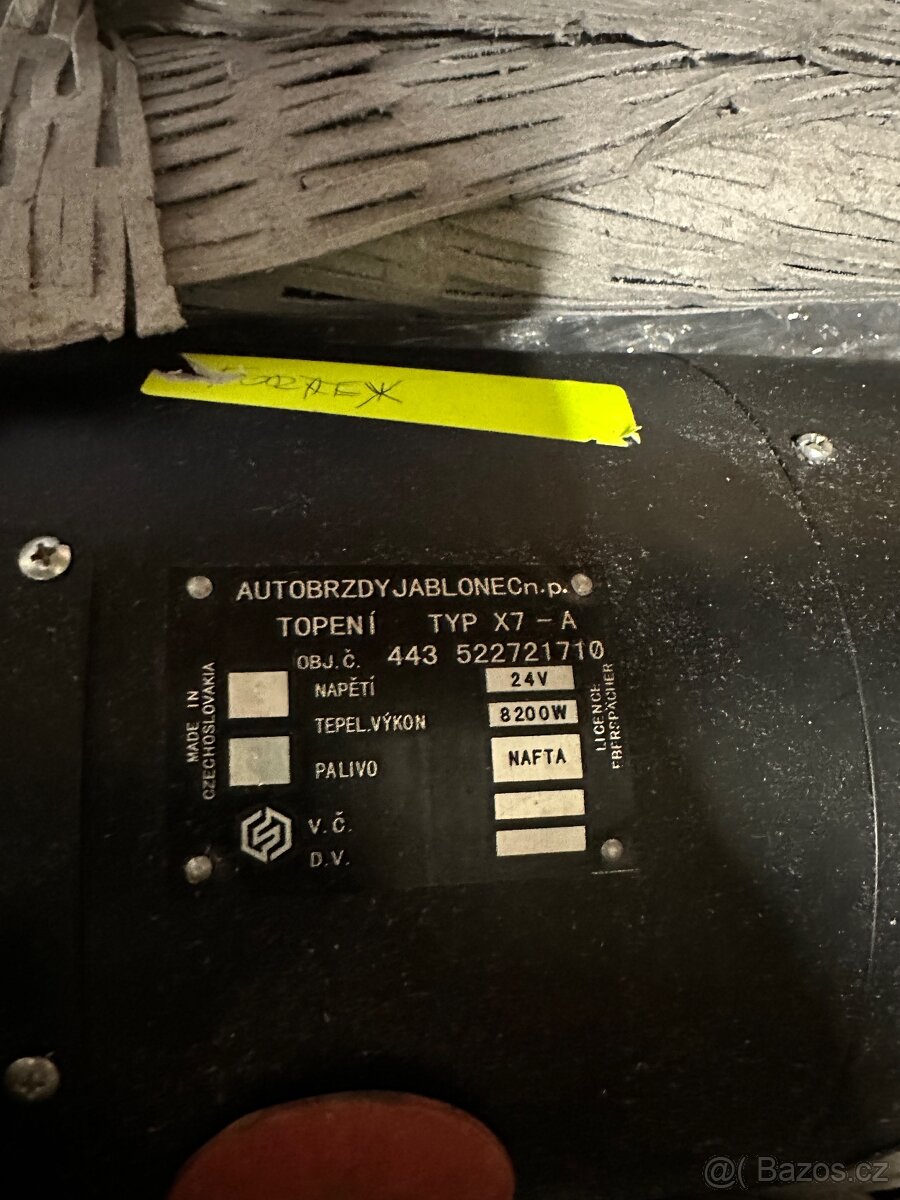 AUTOBRZDY JABLONEC n.p.
TOPENÍ TYP X7-A
OBJ.Č. 443 522721710
NAPĚTÍ 24V
TEPEL.VÝKON 8200W
PALIVO NAFTA
V.Č.
D.V.
MADE IN
CZECHOSLOVAKIA
LICENCE
EBERSPÄCHER
@( Bazos.cz